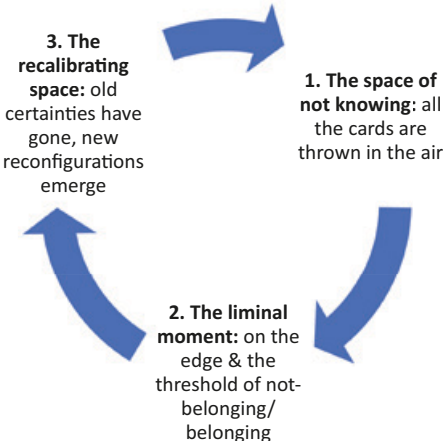 1. The space of
not knowing: all
the cards are
thrown in the air
2. The liminal
moment: on the
edge & the
threshold of not-
belonging/
belonging
3. The
recalibrating
space: old
certainties have
gone, new
reconfigurations
emerge